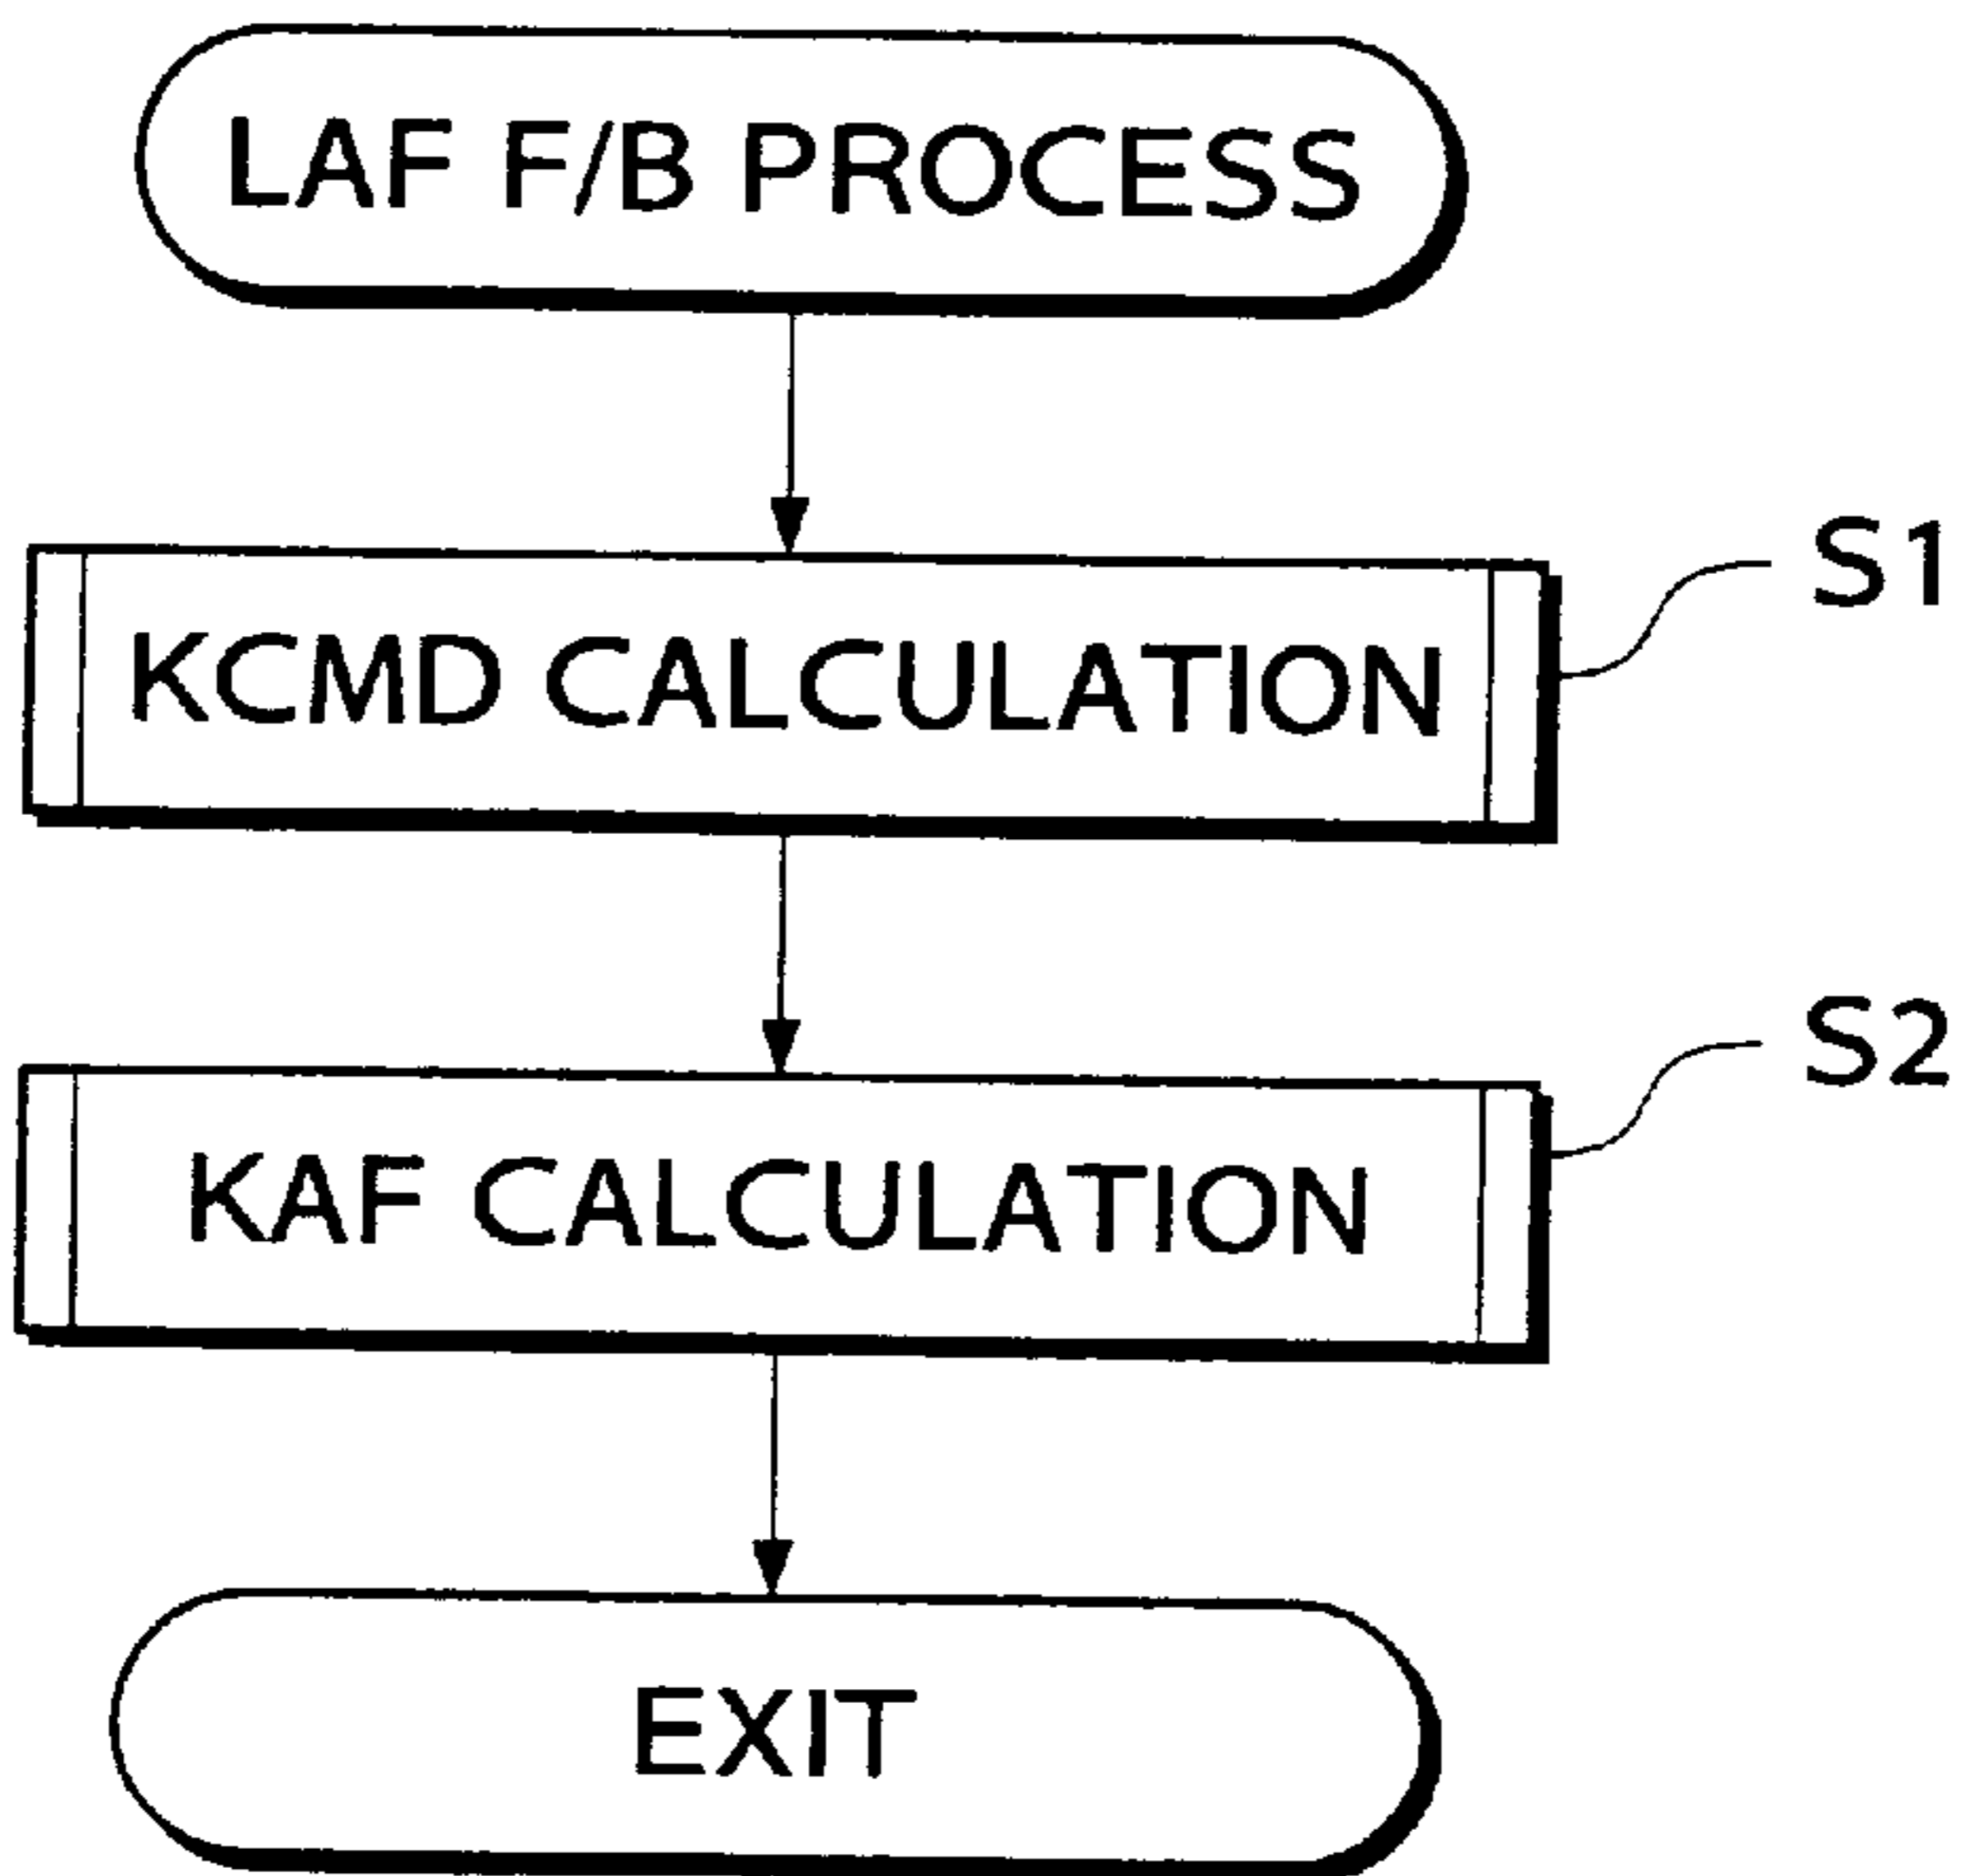 LAF F/B PROCESS
S1
KCMD CALCULATION
S2
KAF CALCULATION
EXIT